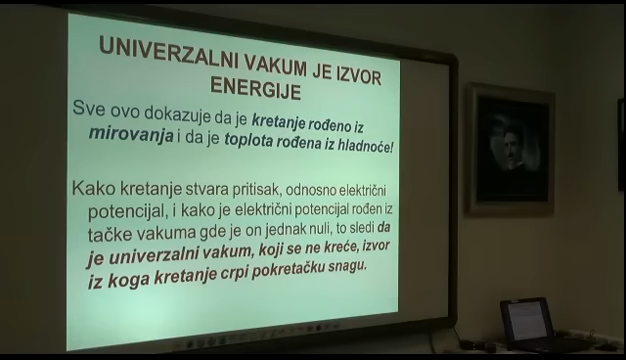 UNIVERZALNI VAKUM JE IZVOR
ENERGIJE
Sve ovo dokazuje da je kretanje rođeno iz
mirovanja i da je toplota rođena iz hladnoće!
Kako kretanje stvara pritisak, odnosno električni
potencijal, i kako je električni potencijal rođen iz
tačke vakuma gde je on jednak nuli, to sledi da
je univerzalni vakum, koji se ne kreće, izvor
iz koga kretanje crpi pokretačku snagu.